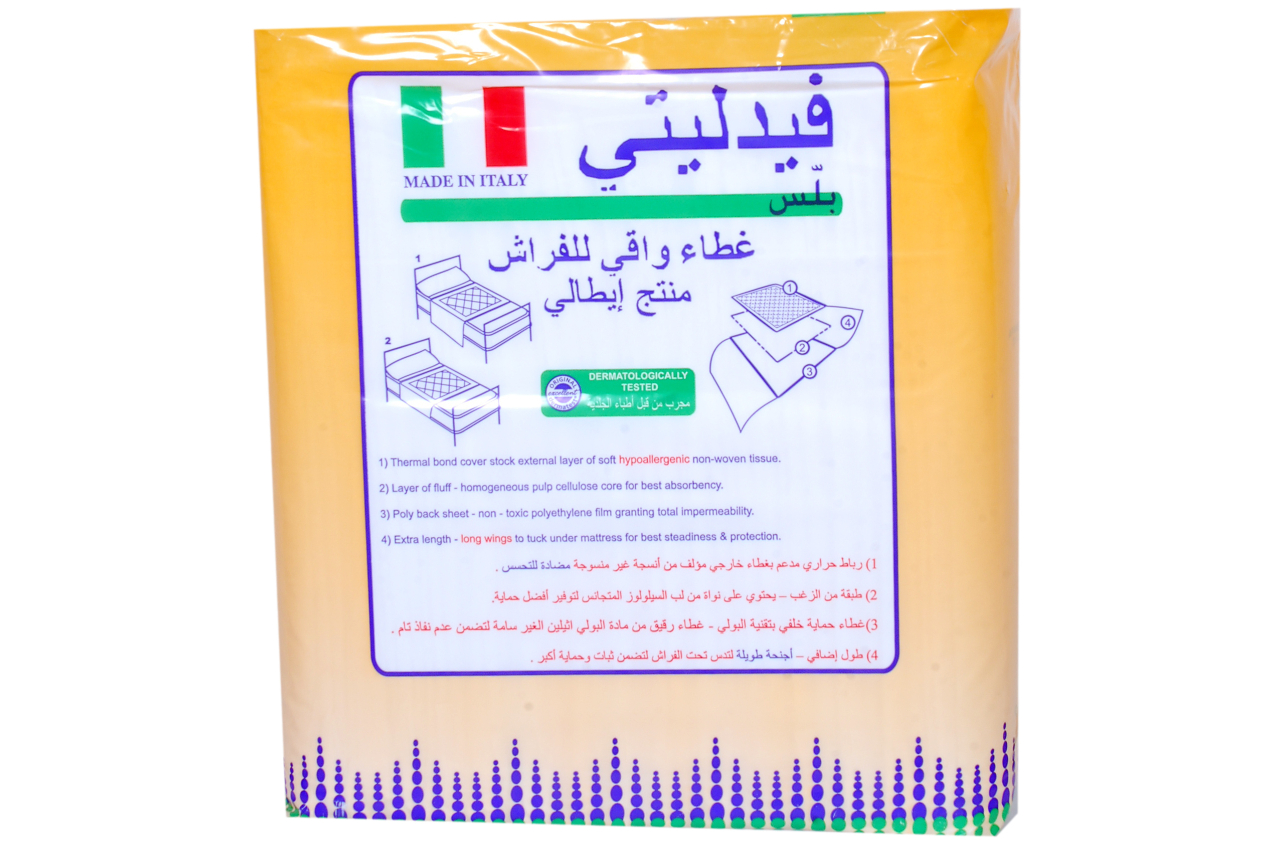 فيدليتي
MADE IN ITALY
بلّس
غطاء واقي للفراش
منتج إيطالي
1
2
1
2
3
4
DERMATOLOGICALLY
TESTED
مجرب من قبل أطباء الجلدية
ORIGINAL
excellent
1) Thermal bond cover stock external layer of soft hypoallergenic non-woven tissue.
2) Layer of fluff - homogeneous pulp cellulose core for best absorbency.
3) Poly back sheet - non - toxic polyethylene film granting total impermeability.
4) Extra length - long wings to tuck under mattress for best steadiness & protection.
1) رباط حراري مدعم بغطاء خارجي مؤلف من أنسجة غير منسوجة مضادة للتحسس .
2) طبقة من الزغب – يحتوي على نواة من لب السيلولوز المتجانس لتوفير أفضل حماية.
3)غطاء حماية خلفي بتقنية البولي - غطاء رقيق من مادة البولي اثيلين الغير سامة لتضمن عدم نفاذ تام .
4) طول إضافي – أجنحة طويلة لتدس تحت الفراش لتضمن ثبات وحماية أكبر .